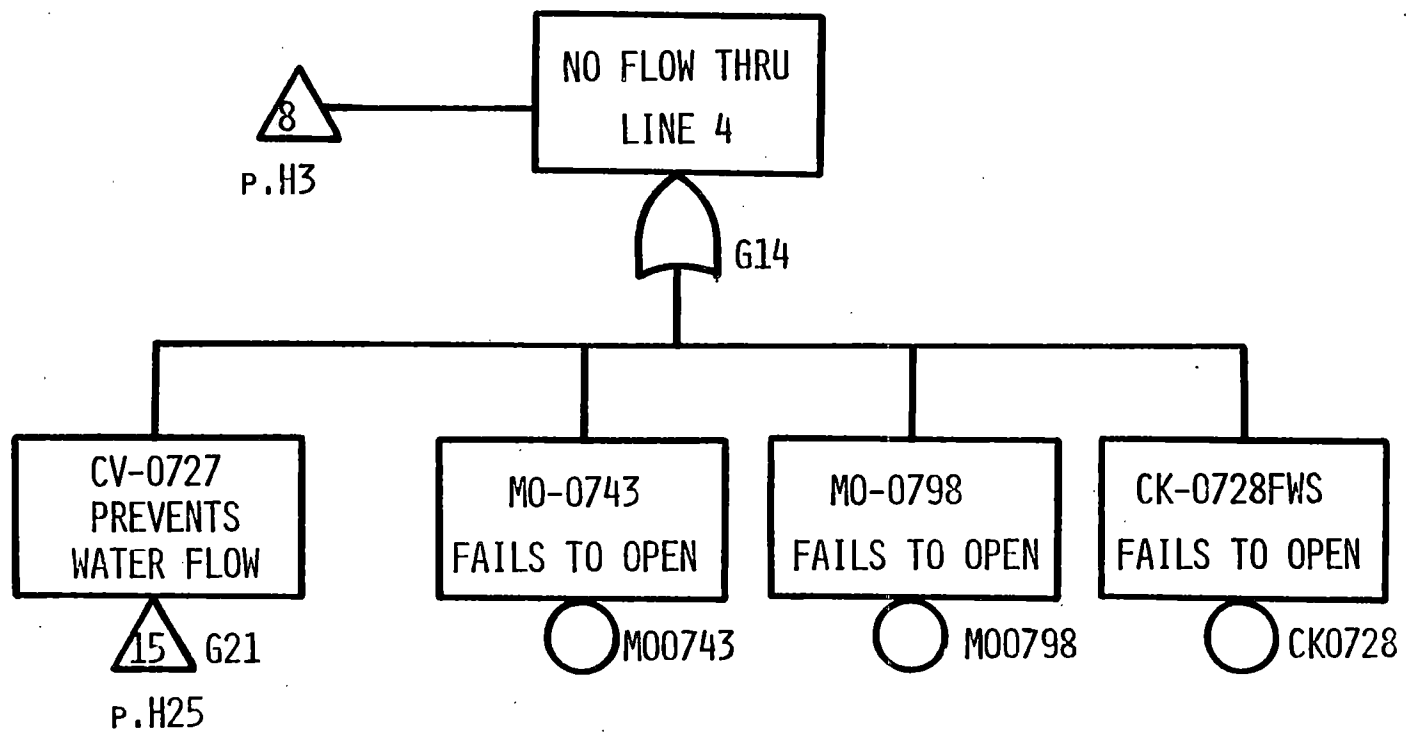 NO FLOW THRU
LINE 4
8
P.H3
G14
CV-0727
PREVENTS
WATER FLOW
MO-0743
FAILS TO OPEN
MO-0798
FAILS TO OPEN
CK-0728FWS
FAILS TO OPEN
15
G21
MO0743
MO0798
CK0728
P.H25